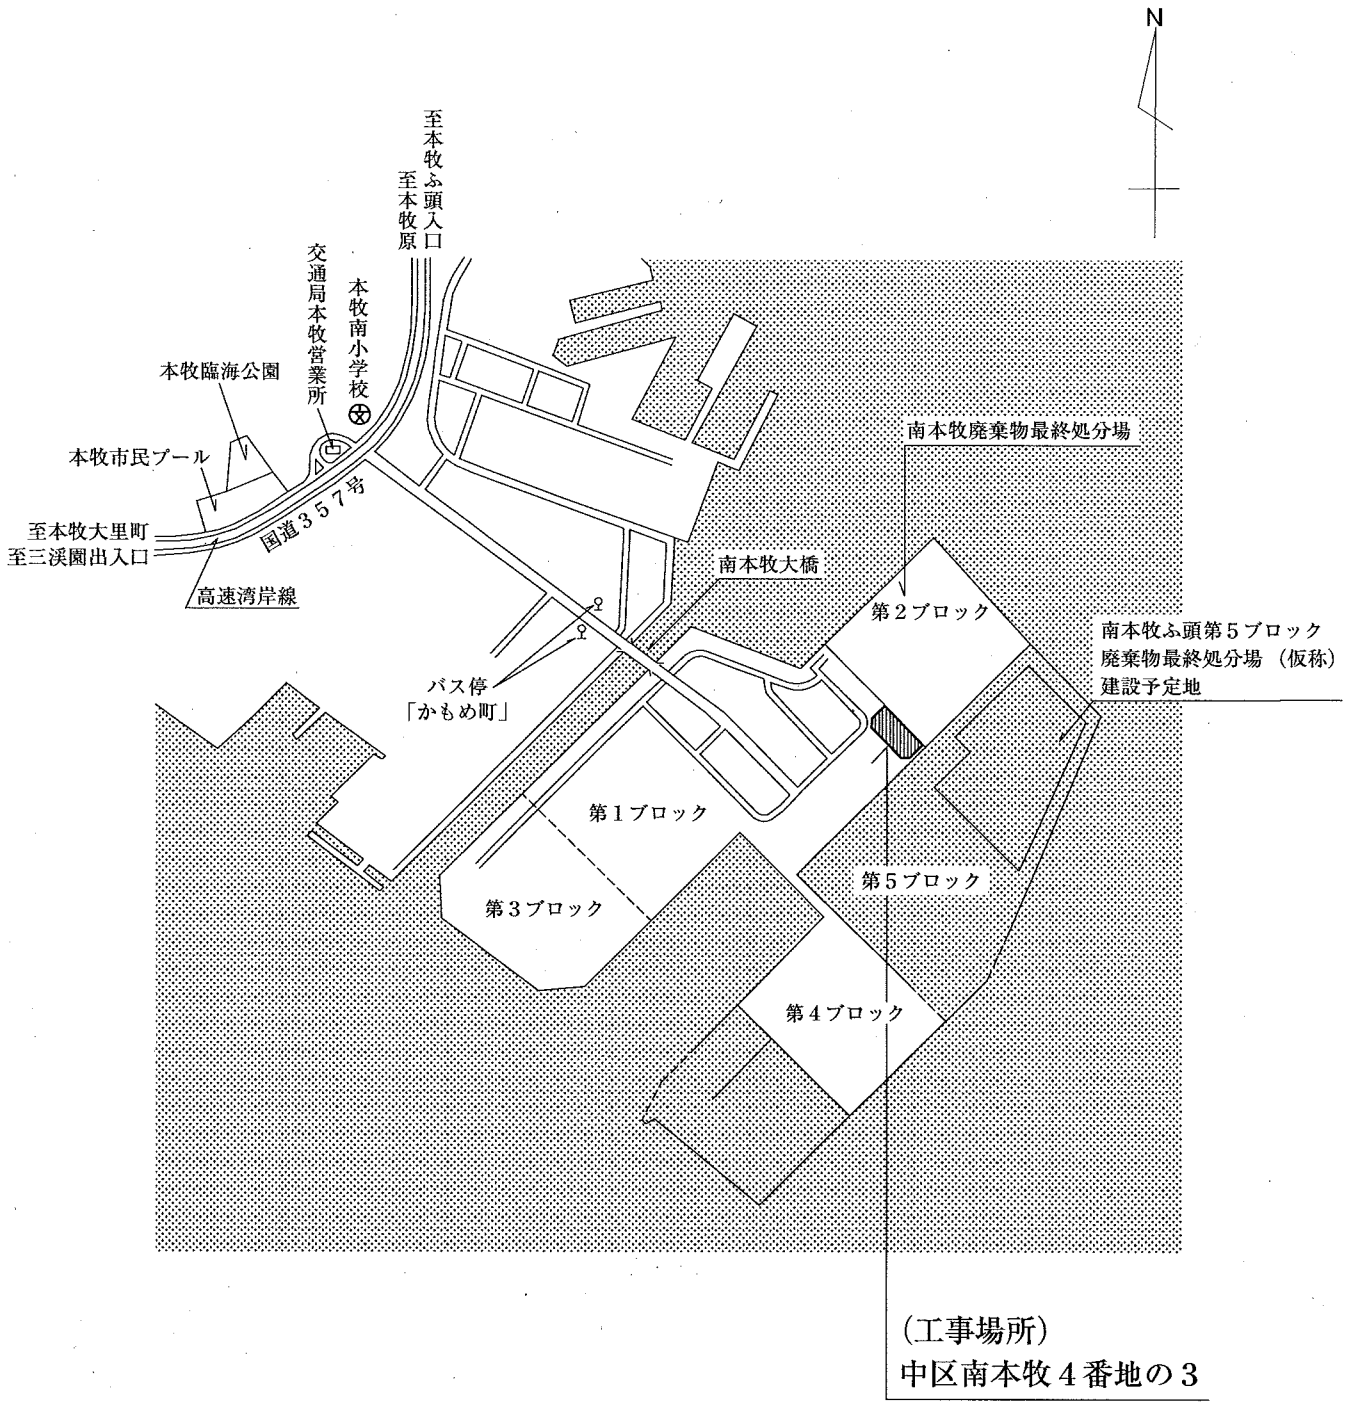 N
至本牧ふ頭入口
至本牧原
交通局本牧営業所
本牧南小学校
文
本牧臨海公園
本牧市民プール
至本牧大里町
至三渓園出入口
国道３５７号
高速湾岸線
南本牧廃棄物最終処分場
南本牧大橋
第２ブロック
南本牧ふ頭第５ブロック
廃棄物最終処分場（仮称）
建設予定地
バス停
「かもめ町」
第１ブロック
第５ブロック
第３ブロック
第４ブロック
（工事場所）
中区南本牧４番地の３